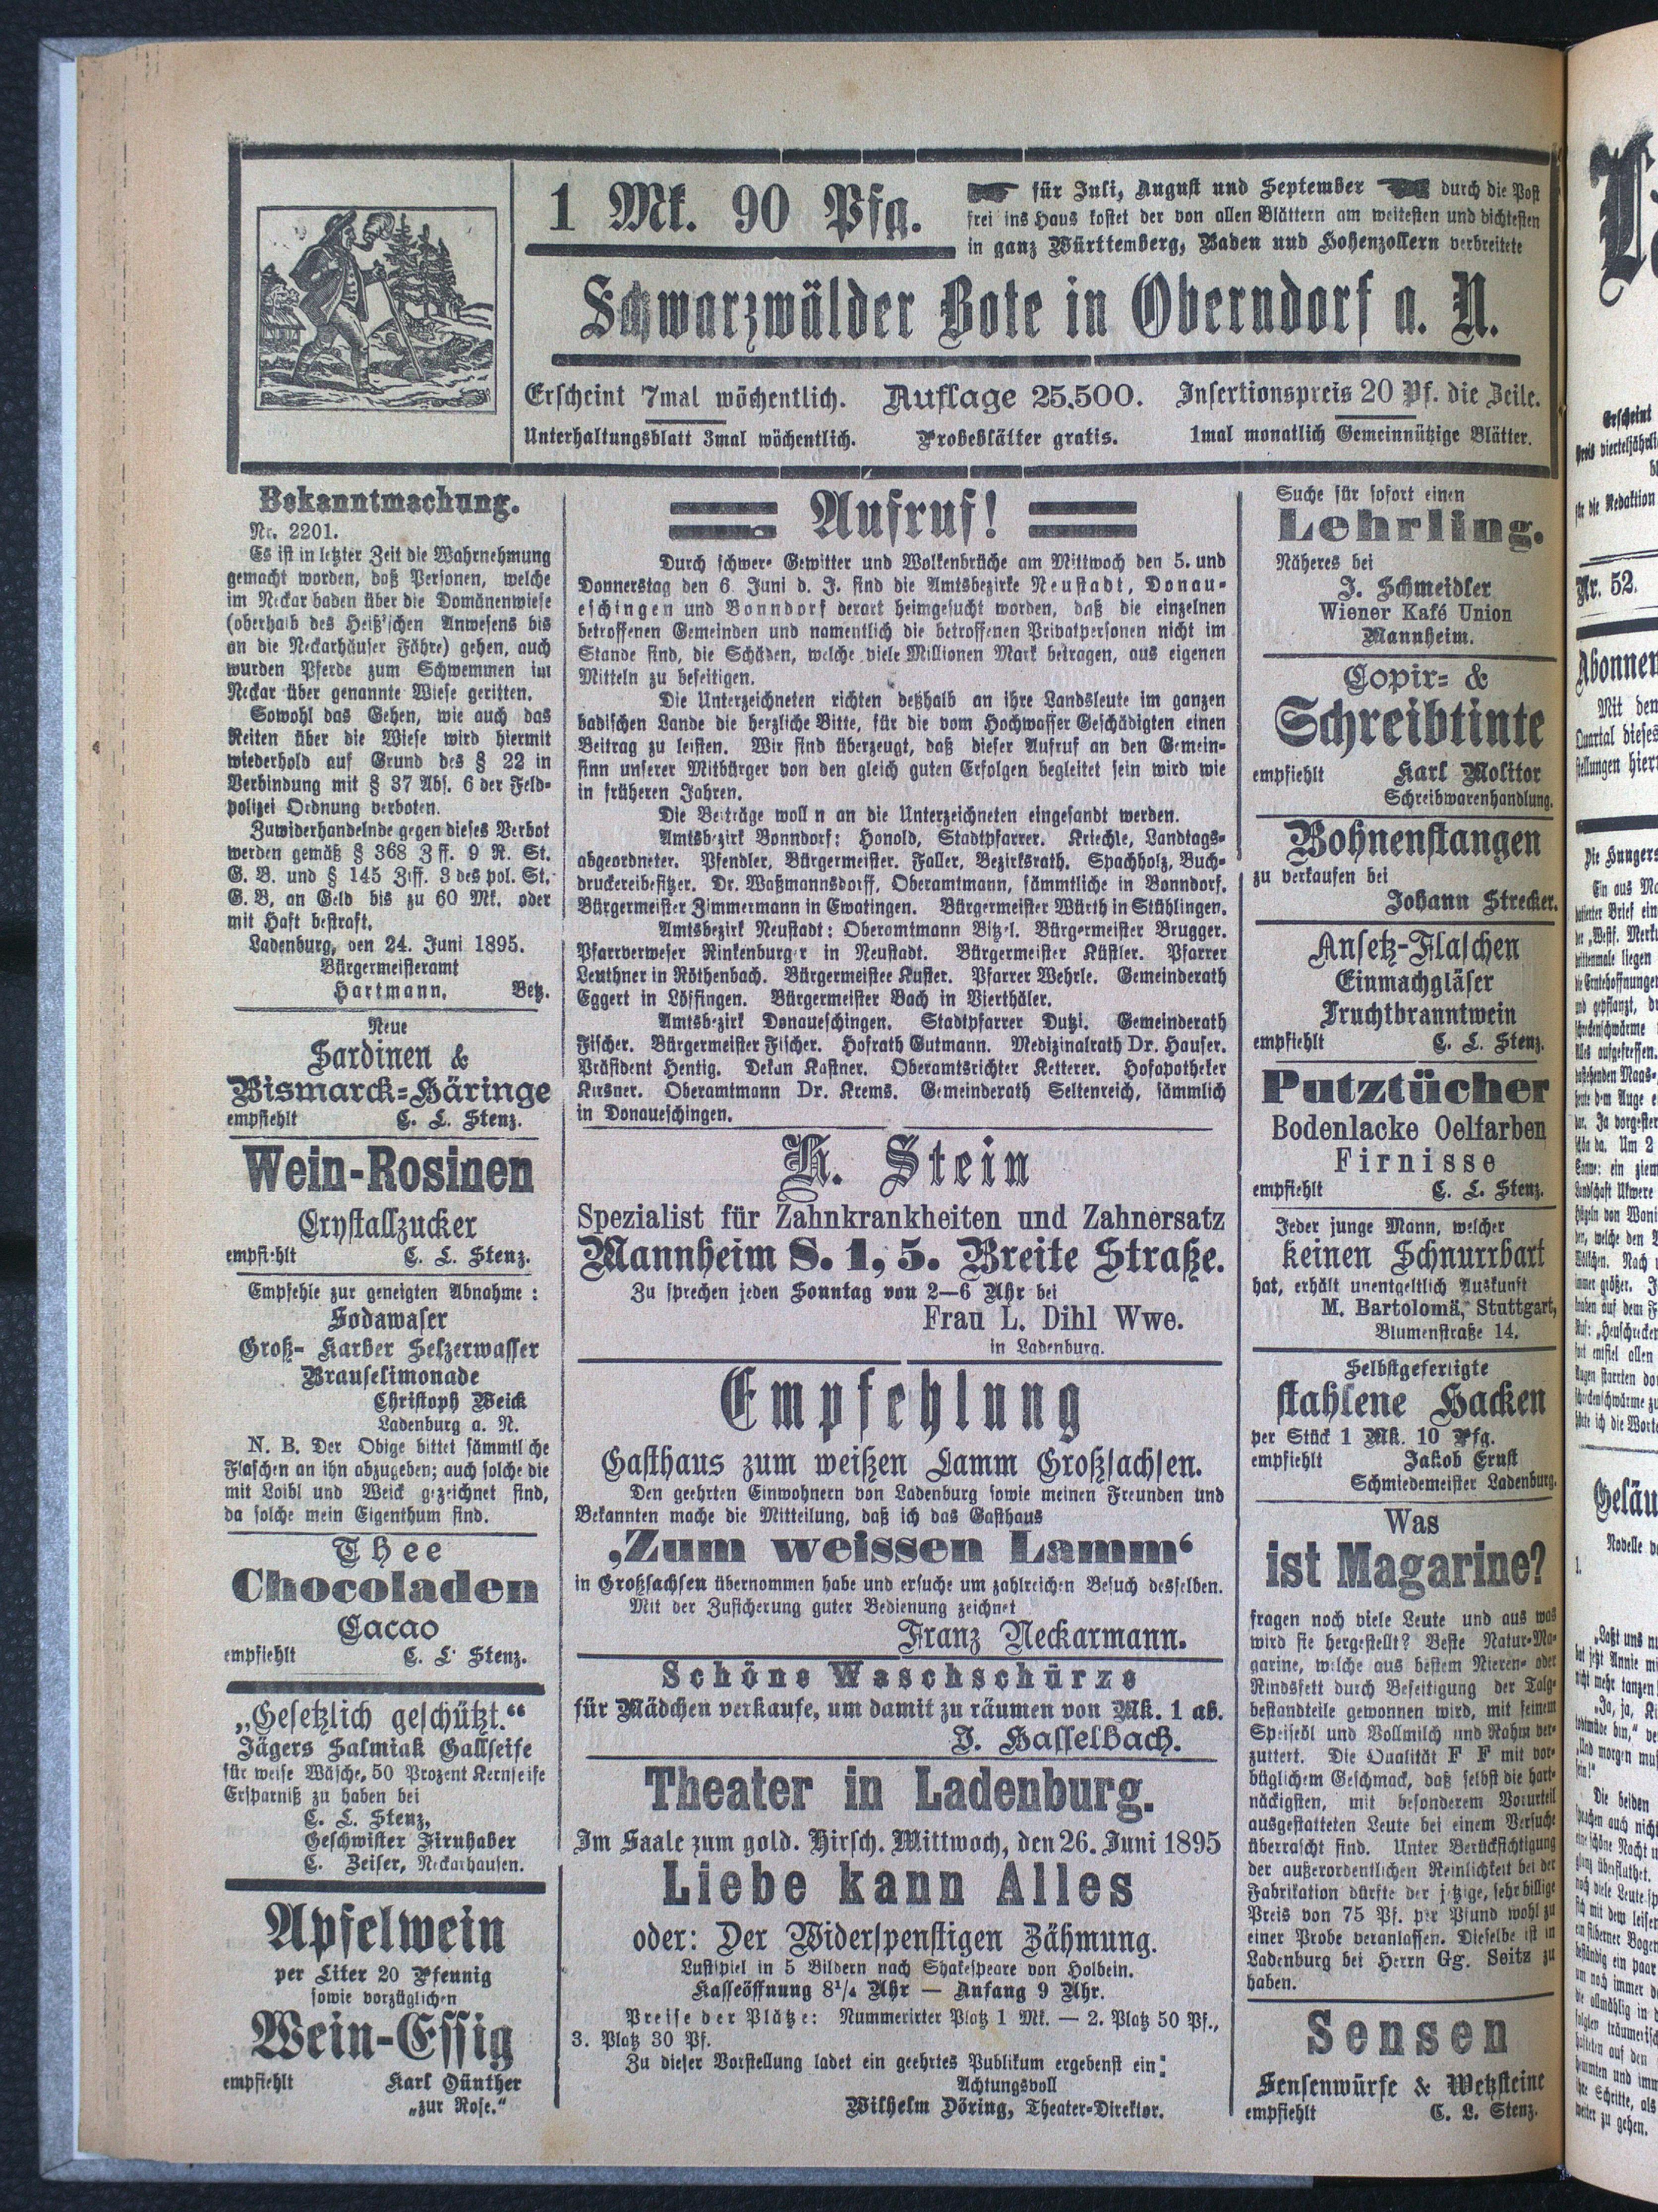 1 Mk. 90 Pfg.
für Juli, August und September durch die Post
frei ins Haus kostet der von allen Blättern am weitesten und dichtesten
in ganz Württemberg, Baden und Hohenzollern verbreitete
Schwarzwälder Bote in Oberndorf a. N.
Erscheint 7mal wöchentlich. Auflage 25,500. Insertionspreis 20 Pf. die Zeile.
Unterhaltungsblatt 3mal wöchentlich. Probeblätter gratis. 1mal monatlich Gemeinnützige Blätter.
Bekanntmachung.
Nr. 2201.
Es ist in letzter Zeit die Wahrnehmung
gemacht worden, daß Personen, welche
im Neckar baden über die Domänenwiese
(oberhalb des Heiß'schen Anwesens bis
an die Neckarhäuser Fähre) gehen, auch
wurden Pferde zum Schwemmen im
Neckar über genannte Wiese geritten.
Sowohl das Gehen, wie auch das
Reiten über die Wiese wird hiermit
wiederhold auf Grund des § 22 in
Verbindung mit § 37 Abs. 6 der Feld-
polizei Ordnung verboten.
Zuwiderhandelnde gegen dieses Verbot
werden gemäß § 368 Ziff. 9 R. St.
G. B. und § 145 Ziff. 3 des pol. St.-
G. B, an Geld bis zu 60 Mk. oder
mit Haft bestraft.
Ladenburg, den 24. Juni 1895.
Bürgermeisteramt
Hartmann. Betz.
Neue
Sardinen &
Bismarck-Häringe
empfiehlt C. L. Stenz.
Wein-Rosinen
Crystallzucker
empfiehlt C. L. Stenz.
Empfehle zur geneigten Abnahme :
Sodawaser
Groß- Karber Selzerwasser
Brauselimonade
Christoph Weick
Ladenburg a. N.
N. B. Der Obige bittet sämmtl che
Flaschen an ihn abzugeben; auch solche die
mit Loibl und Weick gezeichnet sind,
da solche mein Eigenthum sind.
Thee
Chocoladen
Cacao
empfiehlt C. L. Stenz.
„Gesetzlich geschützt.“
Jägers Salmiak Gallseife
für weise Wäsche, 50 Prozent Kernseife
Ersparniß zu haben bei
C. L. Stenz,
Geschwister Firnhaber
C. Zeiser, Neckarhausen.
Apfelwein
per Liter 20 Pfennig
sowie vorzüglichen
Wein-Essig
empfiehlt Karl Günther
„zur Rose.“
Aufruf!
Durch schwere Gewitter und Wolkenbrüche am Mittwoch den 5. und
Donnerstag den 6. Juni d. J. sind die Amtsbezirke Neustadt, Donau-
eschingen und Bonndorf derart heimgesucht worden, daß die einzelnen
betroffenen Gemeinden und namentlich die betroffenen Privatpersonen nicht im
Stande sind, die Schäden, welche viele Millionen Mark betragen, aus eigenen
Mitteln zu beseitigen.
Die Unterzeichneten richten deßhalb an ihre Landsleute im ganzen
badischen Lande die herzliche Bitte, für die vom Hochwasser Geschädigten einen
Beitrag zu leisten. Wir sind überzeugt, daß dieser Aufruf an den Gemein-
sinn unserer Mitbürger von den gleich guten Erfolgen begleitet sein wird wie
in früheren Jahren.
Die Beiträge woll n an die Unterzeichneten eingesandt werden.
Amtsbezirk Bonndorf: Honold, Stadtpfarrer. Kriechle, Landtags-
abgeordneter. Pfendler, Bürgermeister. Faller, Bezirksrath. Spachholz, Buch-
druckereibesitzer. Dr. Waßmannsdorff, Oberamtmann, sämmtliche in Bonndorf.
Bürgermeister Zimmermann in Ewatingen. Bürgermeister Würth in Stühlingen.
Amtsbezirk Neustadt: Oberamtmann Bitzel. Bürgermeister Brugger.
Pfarrverweser Rinkenburger in Neustadt. Bürgermeister Küstler. Pfarrer
Leuthner in Röthenbach. Bürgermeistee Kuster. Pfarrer Wehrle. Gemeinderath
Eggert in Löffingen. Bürgermeister Bach in Vierthäler.
Amtsbezirk Donaueschingen. Stadtpfarrer Dutzi. Gemeinderath
Fischer. Bürgermeister Fischer. Hofrath Gutmann. Medizinalrath Dr. Hauser.
Präsident Hentig. Dekan Kastner. Oberamtsrichter Ketterer. Hofapotheker
Kirsner. Oberamtmann Dr. Krems. Gemeinderath Seltenreich, sämmlich
in Donaueschingen.
H. Stein
Spezialist für Zahnkrankheiten und Zahnersatz
Mannheim S. 1, 5. Breite Straße.
Zu sprechen jeden Sonntag von 2—6 Uhr bei
Frau L. Dihl Wwe.
in Ladenburg.
Empfehlung
Gasthaus zum weißen Lamm Großsachsen.
Den geehrten Einwohnern von Ladenburg sowie meinen Freunden und
Bekannten mache die Mitteilung, daß ich das Gasthaus
‚Zum weissen Lamm‘
in Großsachsen übernommen habe und ersuche um zahlreichen Besuch desselben.
Mit der Zusicherung guter Bedienung zeichnet
Franz Neckarmann.
Schöne Waschschürze
für Mädchen verkaufe, um damit zu räumen von Mk. 1 ab.
J. Hasselbach.
Theater in Ladenburg.
Im Saale zum gold. Hirsch. Mittwoch, den 26. Juni 1895
Liebe kann Alles
oder: Der Widerspenstigen Zähmung.
Lustspiel in 5 Bildern nach Shakespeare von Holbein.
Kasseöffnung 8¼ Uhr — Anfang 9 Uhr.
Preise der Plätze: Nummerirter Platz 1 Mk. — 2. Platz 50 Pf.,
3. Platz 30 Pf.
Zu dieser Vorstellung ladet ein geehrtes Publikum ergebenst ein:
Achtungsvoll
Wilhelm Döring, Theater-Direktor.
Suche für sofort einen
Lehrling.
Näheres bei
J. Schmeidler
Wiener Kafé Union
Mannheim.
Copir- &
Schreibtinte
empfiehlt Karl Molitor
Schreibwarenhandlung.
Bohnenstangen
zu verkaufen bei
Johann Strecker.
Ansetz-Flaschen
Einmachgläser
Fruchtbranntwein
empfiehlt C. L. Stenz.
Putztücher
Bodenlacke Oelfarben
Firnisse
empfiehlt C. L. Stenz.
Jeder junge Mann, welcher
keinen Schnurrbart
hat, erhält unentgeltlich Auskunft
M. Bartolomä, Stuttgart,
Blumenstraße 14.
Selbstgefertigte
stahlene Hacken
per Stück 1 Mk. 10 Pfg.
empfiehlt Jakob Ernst
Schmiedemeister Ladenburg.
Was
ist Magarine?
fragen noch viele Leute und aus was
wird sie hergestellt? Beste Natur-Ma-
garine, welche aus bestem Nieren- oder
Rindsfett durch Beseitigung der Talg-
bestandteile gewonnen wird, mit feinem
Speiseöl und Vollmilch und Rahm ver-
zuttert. Die Qualität F F mit vor-
büglichem Geschmack, daß selbst die hart-
näckigsten, mit besonderem Vorurteil
ausgestatteten Leute bei einem Versuche
überrascht sind. Unter Berücksichtigung
der außerordentlichen Reinlichkeit bei der
Fabrikation dürfte der jetzige, sehr billige
Preis von 75 Pf. per Pfund wohl zu
einer Probe veranlassen. Dieselbe ist in
Ladenburg bei Herrn Gg. Seitz zu
haben.
Sensen
Sensenwürfe & Wetzsteine
empfiehlt C. L. Stenz.
Erscheint
für die Redaktion
Nr. 52.
Mit dem
Quartal dieses